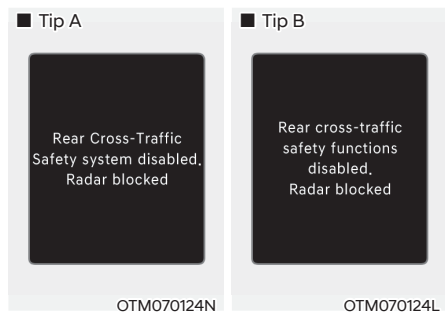 ■ Tip A
Rear Cross-Traffic
Safety system disabled.
Radar blocked
OTM070124N
■ Tip B
Rear cross-traffic
safety functions
disabled.
Radar blocked
OTM070124L